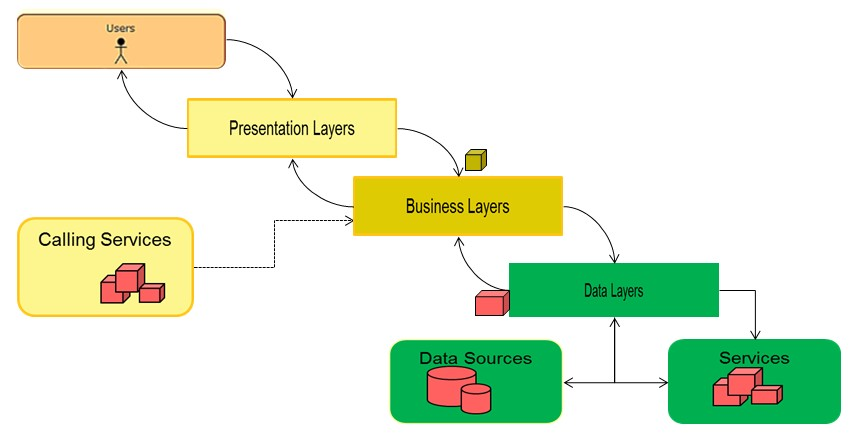 Users
Presentation Layers
Business Layers
Calling Services
Data Layers
Data Sources
Services